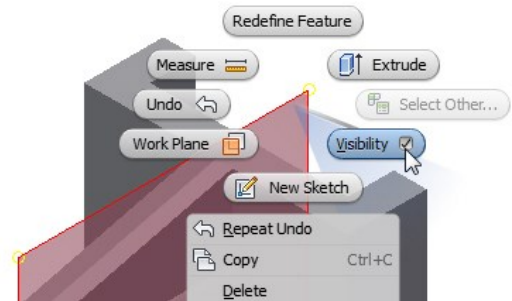 Redefine Feature
Measure
Extrude
Undo
Select Other...
Work Plane
Visibility
New Sketch
Repeat Undo
Copy Ctrl+C
Delete